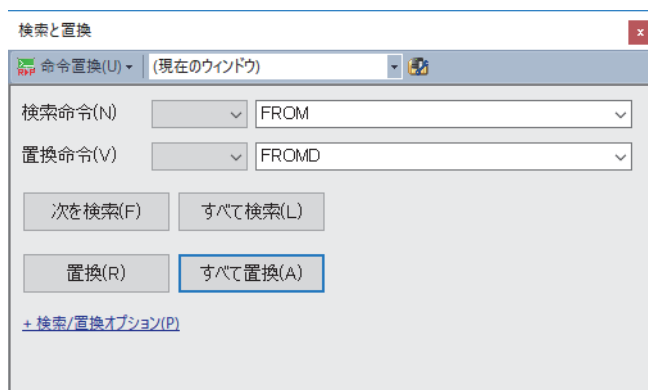 検索と置換
命令置換(U) (現在のウィンドウ)
検索命令(N) FROM
置換命令(V) FROMD
次を検索(F) すべて検索(L)
置換(R) すべて置換(A)
+ 検索/置換オプション(P)